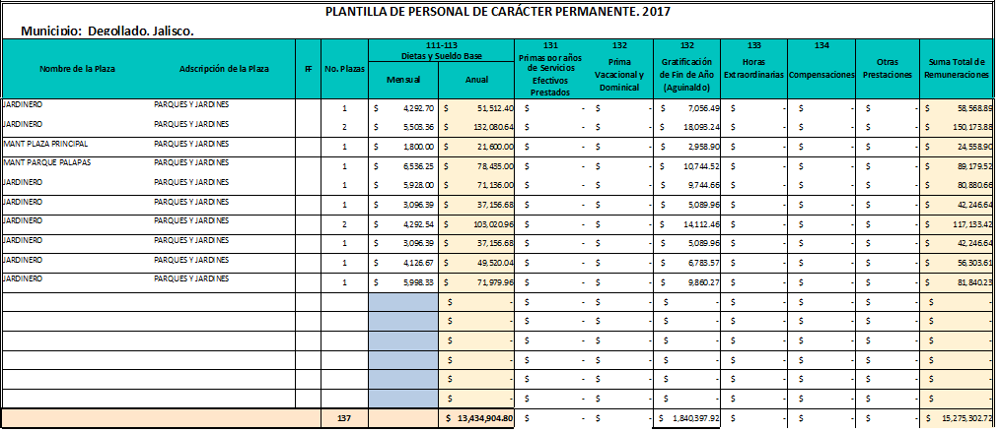 PLANTILLA DE PERSONAL DE CARÁCTER PERMANENTE. 2017
Municipio: Degollado, Jalisco.
Nombre de la Plaza Adscripción de la Plaza FF No. Plazas 111-113 Dietas y Sueldo Base Mensual Anual 131 Primas por años de Servicios Efectivos Prestados 132 Prima Vacacional y Dominical 132 Gratificación de Fin de Año (Aguinaldo) 133 Horas Extraordinarias 134 Compensaciones Otras Prestaciones Suma Total de Remuneraciones
JARDINERO PARQUES Y JARDINES 1 $ 4,292.70 $ 51,512.40 $ - $ - $ 7,056.49 $ - $ - $ - $ 58,568.89
JARDINERO PARQUES Y JARDINES 2 $ 5,503.36 $ 132,080.64 $ - $ - $ 18,093.24 $ - $ - $ - $ 150,173.88
MANT PLAZA PRINCIPAL PARQUES Y JARDINES 1 $ 1,800.00 $ 21,600.00 $ - $ - $ 2,958.90 $ - $ - $ - $ 24,558.90
MANT PARQUE PALAPAS PARQUES Y JARDINES 1 $ 6,536.25 $ 78,435.00 $ - $ - $ 10,744.52 $ - $ - $ - $ 89,179.52
JARDINERO PARQUES Y JARDINES 1 $ 5,928.00 $ 71,136.00 $ - $ - $ 9,744.66 $ - $ - $ - $ 80,880.66
JARDINERO PARQUES Y JARDINES 1 $ 3,096.39 $ 37,156.68 $ - $ - $ 5,089.96 $ - $ - $ - $ 42,246.64
JARDINERO PARQUES Y JARDINES 2 $ 4,292.54 $ 103,020.96 $ - $ - $ 14,112.46 $ - $ - $ - $ 117,133.42
JARDINERO PARQUES Y JARDINES 1 $ 3,096.39 $ 37,156.68 $ - $ - $ 5,089.96 $ - $ - $ - $ 42,246.64
JARDINERO PARQUES Y JARDINES 1 $ 4,126.67 $ 49,520.04 $ - $ - $ 6,783.57 $ - $ - $ - $ 56,303.61
JARDINERO PARQUES Y JARDINES 1 $ 5,998.33 $ 71,979.96 $ - $ - $ 9,860.27 $ - $ - $ - $ 81,840.23
$ - $ - $ - $ - $ - $ - $ - $ -
$ - $ - $ - $ - $ - $ - $ - $ -
$ - $ - $ - $ - $ - $ - $ - $ -
$ - $ - $ - $ - $ - $ - $ - $ -
$ - $ - $ - $ - $ - $ - $ - $ -
$ - $ - $ - $ - $ - $ - $ - $ -
137 $ 13,434,904.80 $ - $ - $ 1,840,397.92 $ - $ - $ - $ 15,275,302.72